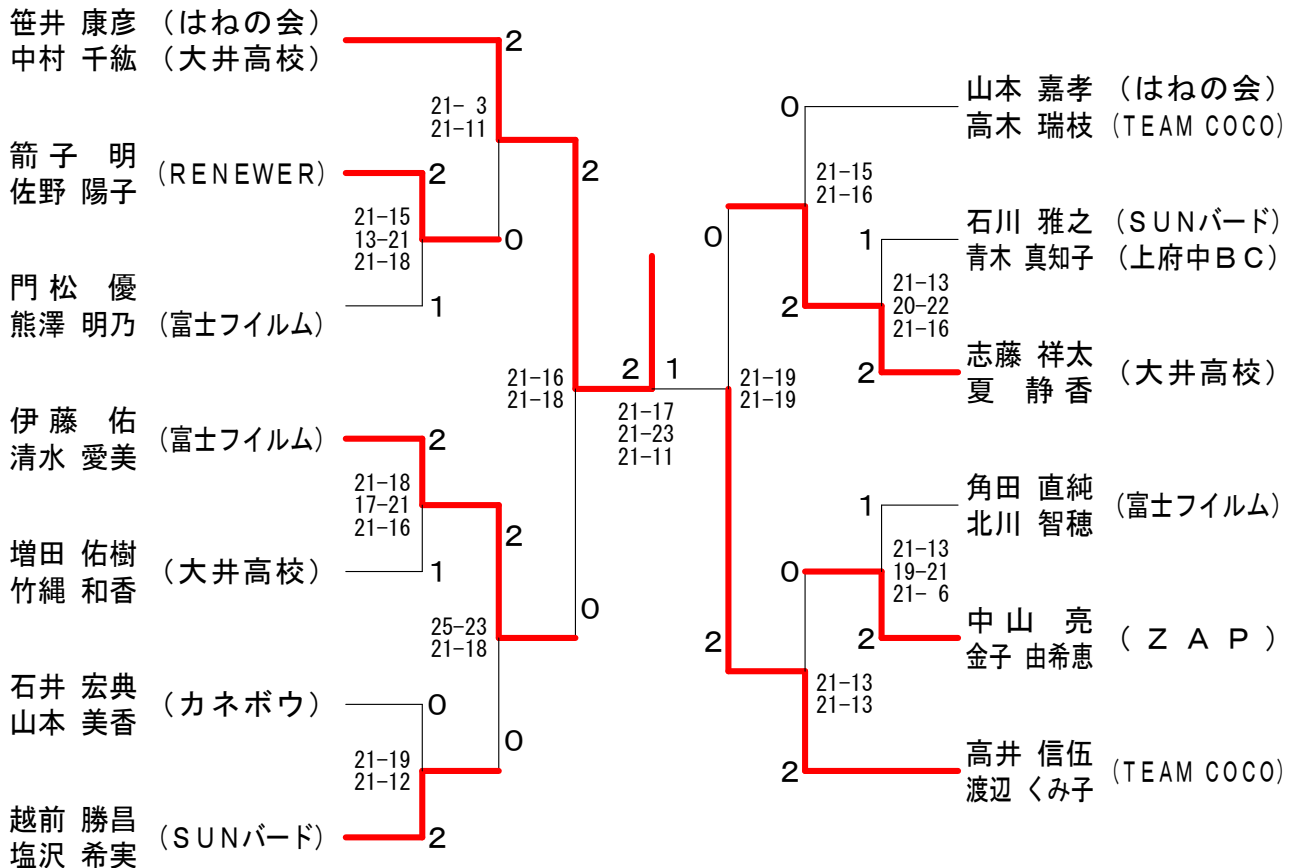 笹井 康彦 (はねの会)
中村 千紘 (大井高校)
2
21- 3
21-11
箭子 明
佐野 陽子
(RENEWER)
2
21-15
13-21
21-18
0
2
門松 優
熊澤 明乃
(富士フイルム)
1
伊藤 佑
清水 愛美
(富士フイルム)
2
21-18
17-21
21-16
2
増田 佑樹
竹縄 和香
(大井高校)
1
25-23
21-18
0
石井 宏典
山本 美香
(カネボウ)
0
21-19
21-12
0
越前 勝昌
塩沢 希実
(SUNバード)
2
21-16
21-18
2
1
21-17
21-23
21-11
21-19
21-19
0
山本 嘉孝 (はねの会)
高木 瑞枝 (TEAM COCO)
21-15
21-16
0
石川 雅之 (SUNバード)
青木 真知子 (上府中BC)
1
21-13
20-22
21-16
2
志藤 祥太
夏 静香
(大井高校)
2
角田 直純
北川 智穂
(富士フイルム)
1
21-13
19-21
21- 6
0
中山 亮
金子 由希恵
(ZAP)
2
2
21-13
21-13
高井 信伍
渡辺 くみ子
(TEAM COCO)
2